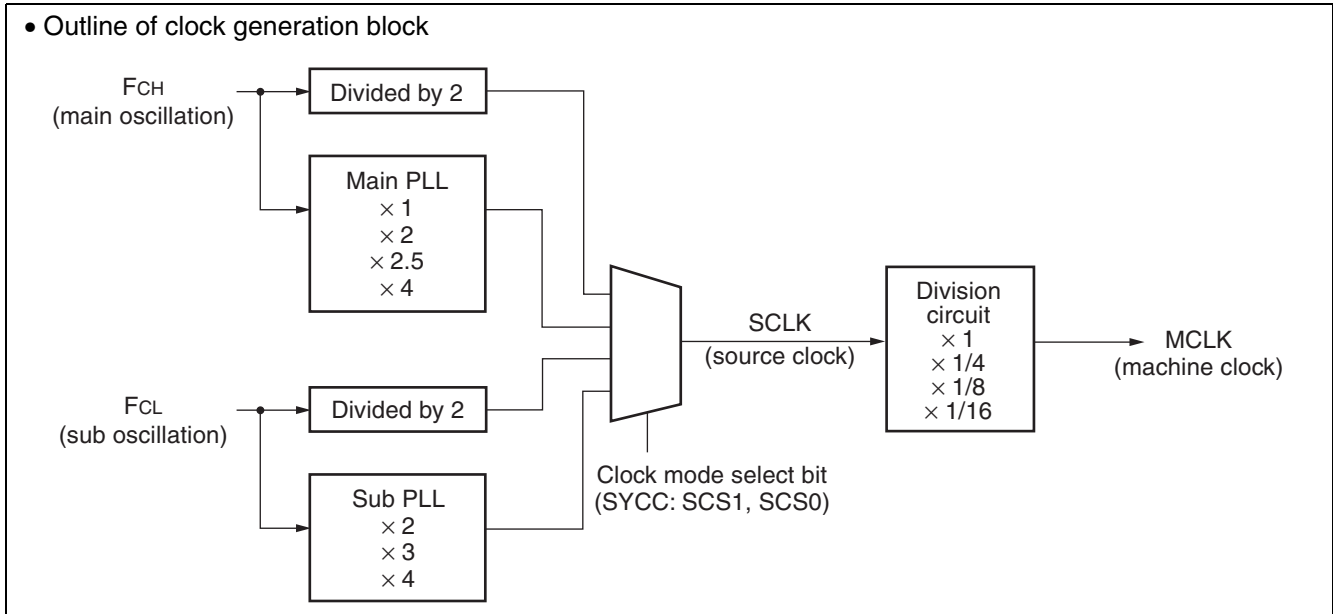 • Outline of clock generation block
FCH
(main oscillation)
Divided by 2
Main PLL
× 1
× 2
× 2.5
× 4
FCL
(sub oscillation)
Divided by 2
Sub PLL
× 2
× 3
× 4
Clock mode select bit
(SYCC: SCS1, SCS0)
SCLK
(source clock)
Division
circuit
× 1
× 1/4
× 1/8
× 1/16
MCLK
(machine clock)